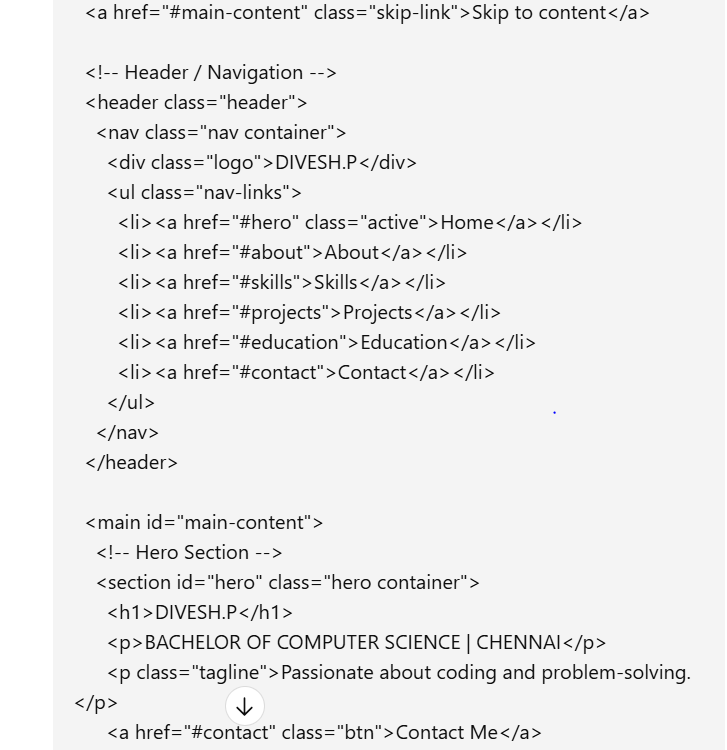 <a href="#main-content" class="skip-link">Skip to content</a>
<!-- Header / Navigation -->
<header class="header">
<nav class="nav container">
<div class="logo">DIVESH.P</div>
<ul class="nav-links">
<li><a href="#hero" class="active">Home</a></li>
<li><a href="#about">About</a></li>
<li><a href="#skills">Skills</a></li>
<li><a href="#projects">Projects</a></li>
<li><a href="#education">Education</a></li>
<li><a href="#contact">Contact</a></li>
</ul>
</nav>
</header>
<main id="main-content">
<!-- Hero Section -->
<section id="hero" class="hero container">
<h1>DIVESH.P</h1>
<p>BACHELOR OF COMPUTER SCIENCE | CHENNAI</p>
<p class="tagline">Passionate about coding and problem-solving.
</p>
<a href="#contact" class="btn">Contact Me</a>